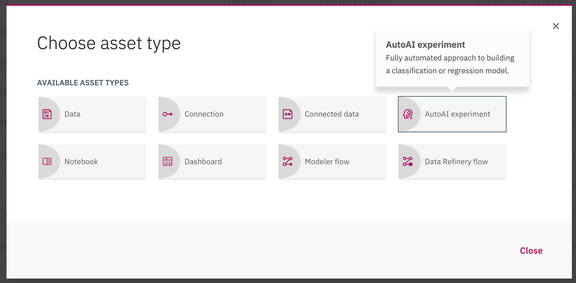 Choose asset type
AutoAI experiment
Fully automated approach to building
a classification or regression model.
AVAILABLE ASSET TYPES
Data
Connection
Connected data
AutoAI experiment
Notebook
Dashboard
Modeler flow
Data Refinery flow
Close